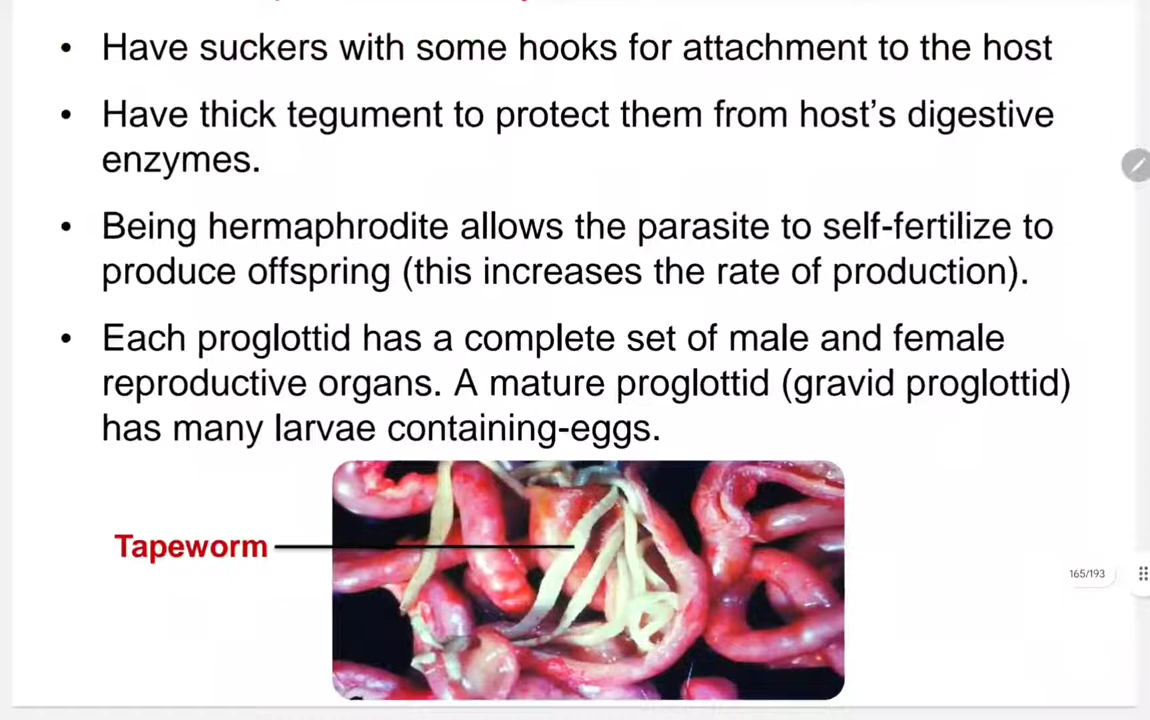 • Have suckers with some hooks for attachment to the host
• Have thick tegument to protect them from host’s digestive
enzymes.
• Being hermaphrodite allows the parasite to self-fertilize to
produce offspring (this increases the rate of production).
• Each proglottid has a complete set of male and female
reproductive organs. A mature proglottid (gravid proglottid)
has many larvae containing-eggs.
Tapeworm
165/193